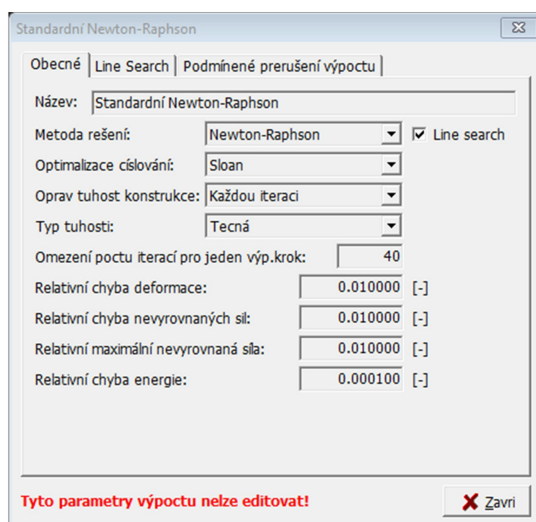 Standardní Newton-Raphson
Obecné Line Search Podmínené prerušení výpoctu
Název: Standardní Newton-Raphson
Metoda rešení: Newton-Raphson Line search
Optimalizace císlování: Sloan
Oprav tuhost konstrukce: Každou iteraci
Typ tuhosti: Tecná
Omezení poctu iterací pro jeden výp.krok: 40
Relativní chyba deformace: 0.010000 [-]
Relativní chyba nevyrovnaných sil: 0.010000 [-]
Relativní maximální nevyrovnaná síla: 0.010000 [-]
Relativní chyba energie: 0.000100 [-]
Tyto parametry výpoctu nelze editovat! Zavri